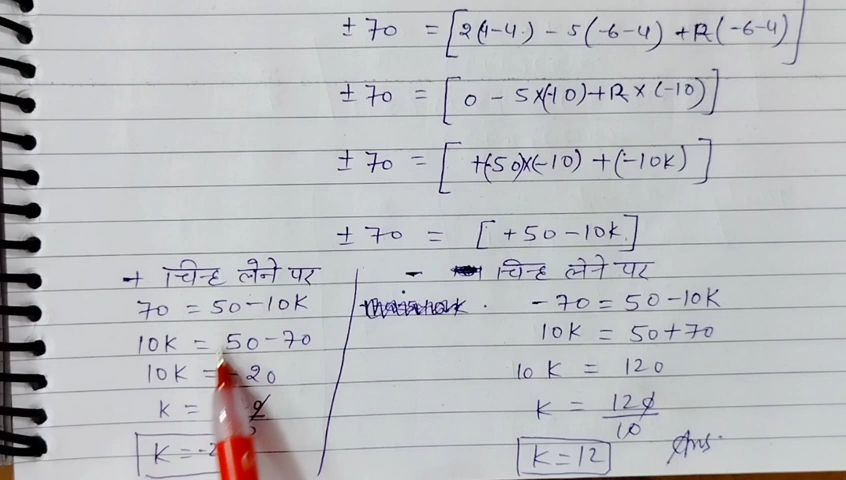 ± 70 = [2(4-4) - 5(-6-4) + R(-6-4)]
± 70 = [0 - 5×(-10) + R×(-10)]
± 70 = [+(-50)×(-10) + (-10K)]
± 70 = [+50-10K]
+ चिन्ह लेने पर
70 = 50-10K
10K = 50-70
10K = -20
K =
K = -2
- चिन्ह लेने पर
-70 = 50-10K
10K = 50+70
10 K = 120
K = 120/10
K=12 Ans.